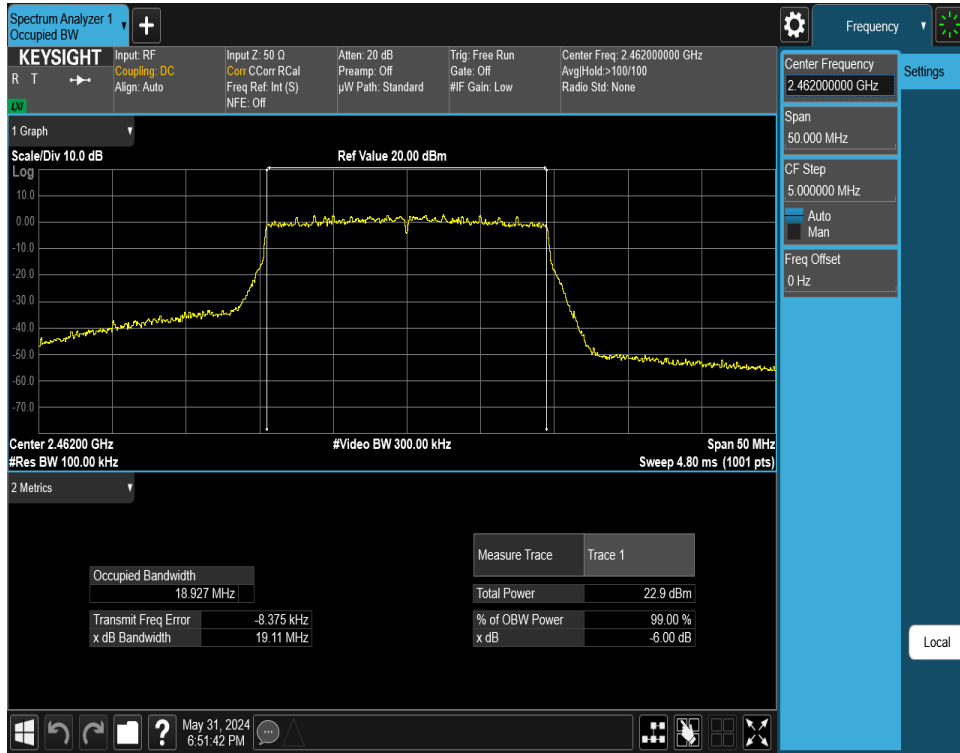 Spectrum Analyzer 1
Occupied BW
Frequency
KEYSIGHT
R T
LXI
Input: RF
Coupling: DC
Align: Auto
Input Z: 50 Ω
Corr CCorr RCal
Freq Ref: Int (S)
NFE: Off
Atten: 20 dB
Preamp: Off
µW Path: Standard
Trig: Free Run
Gate: Off
#IF Gain: Low
Center Freq: 2.462000000 GHz
Avg|Hold:>100/100
Radio Std: None
Center Frequency
2.462000000 GHz
Settings
Span
50.000 MHz
CF Step
5.000000 MHz
Auto
Man
Freq Offset
0 Hz
Local
1 Graph
Scale/Div 10.0 dB
Ref Value 20.00 dBm
Log
10.0
0.00
-10.0
-20.0
-30.0
-40.0
-50.0
-60.0
-70.0
Center 2.46200 GHz
#Video BW 300.00 kHz
Span 50 MHz
#Res BW 100.00 kHz
Sweep 4.80 ms (1001 pts)
2 Metrics
Measure Trace Trace 1
Occupied Bandwidth
18.927 MHz
Total Power 22.9 dBm
Transmit Freq Error -8.375 kHz
% of OBW Power 99.00 %
x dB Bandwidth 19.11 MHz
x dB -6.00 dB
?
May 31, 2024
6:51:42 PM